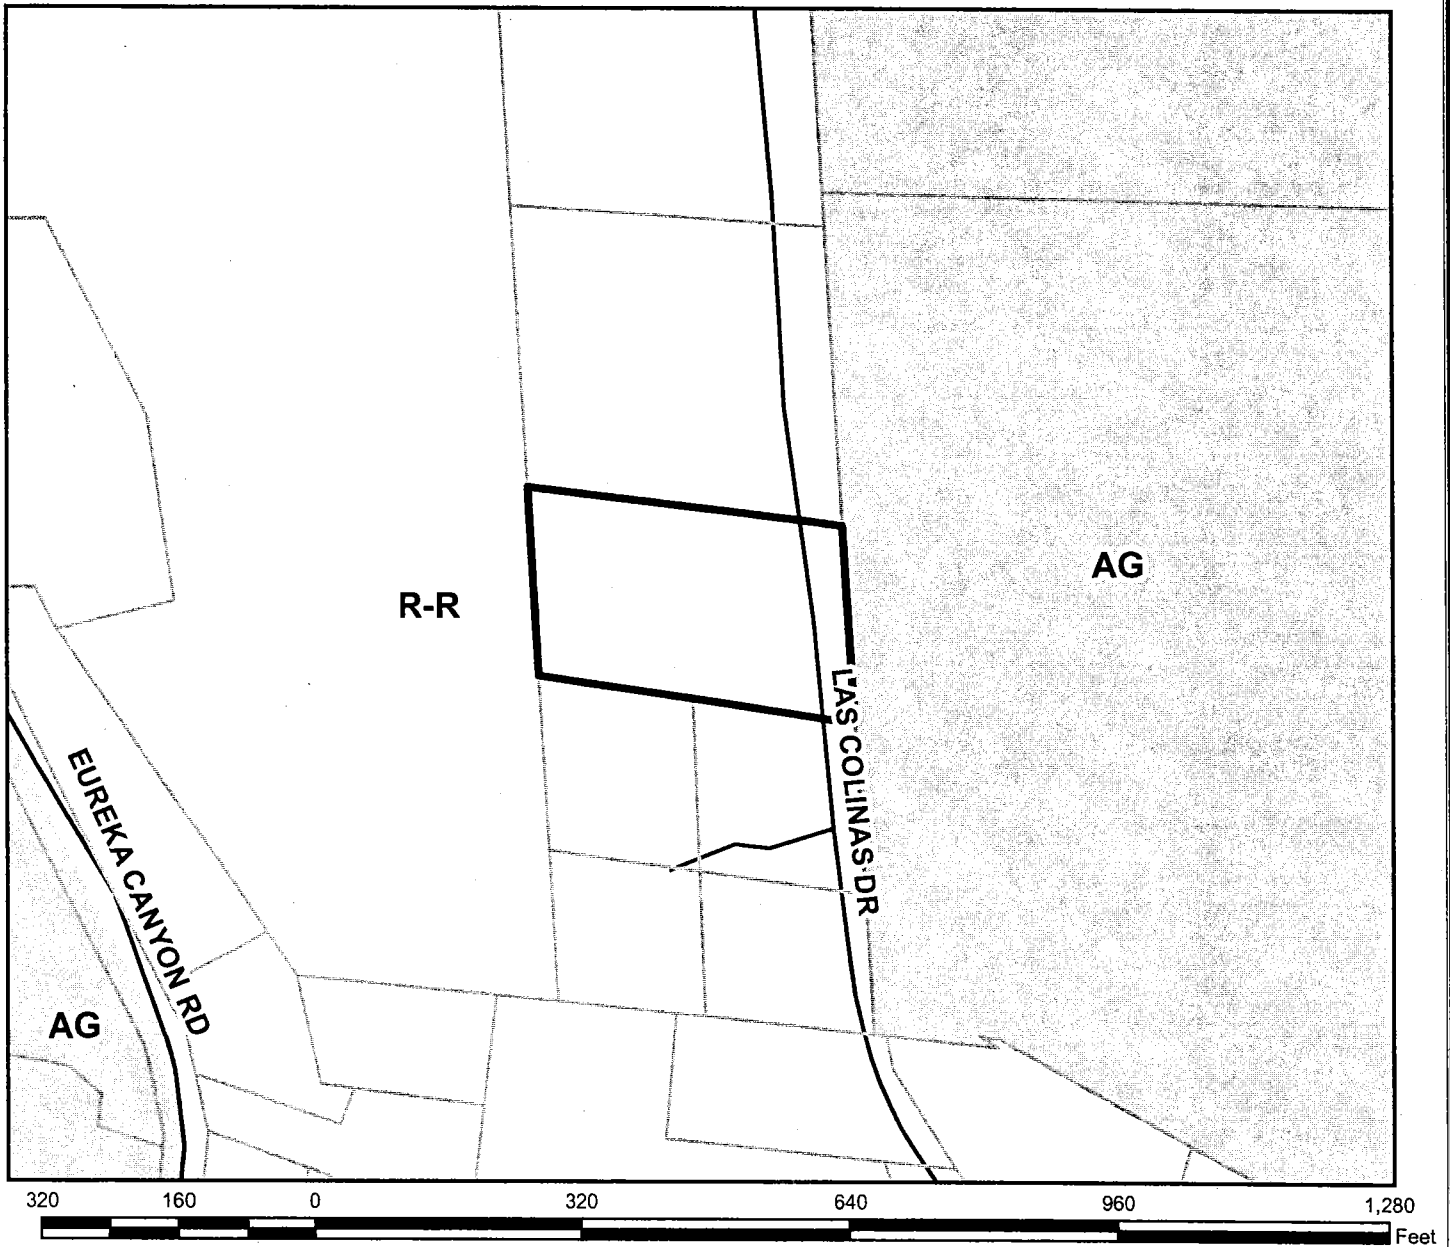 AG
R-R
LAS COLINAS DR
EUREKA CANYON RD
AG
320 160 0 320 640 960 1,280
Feet